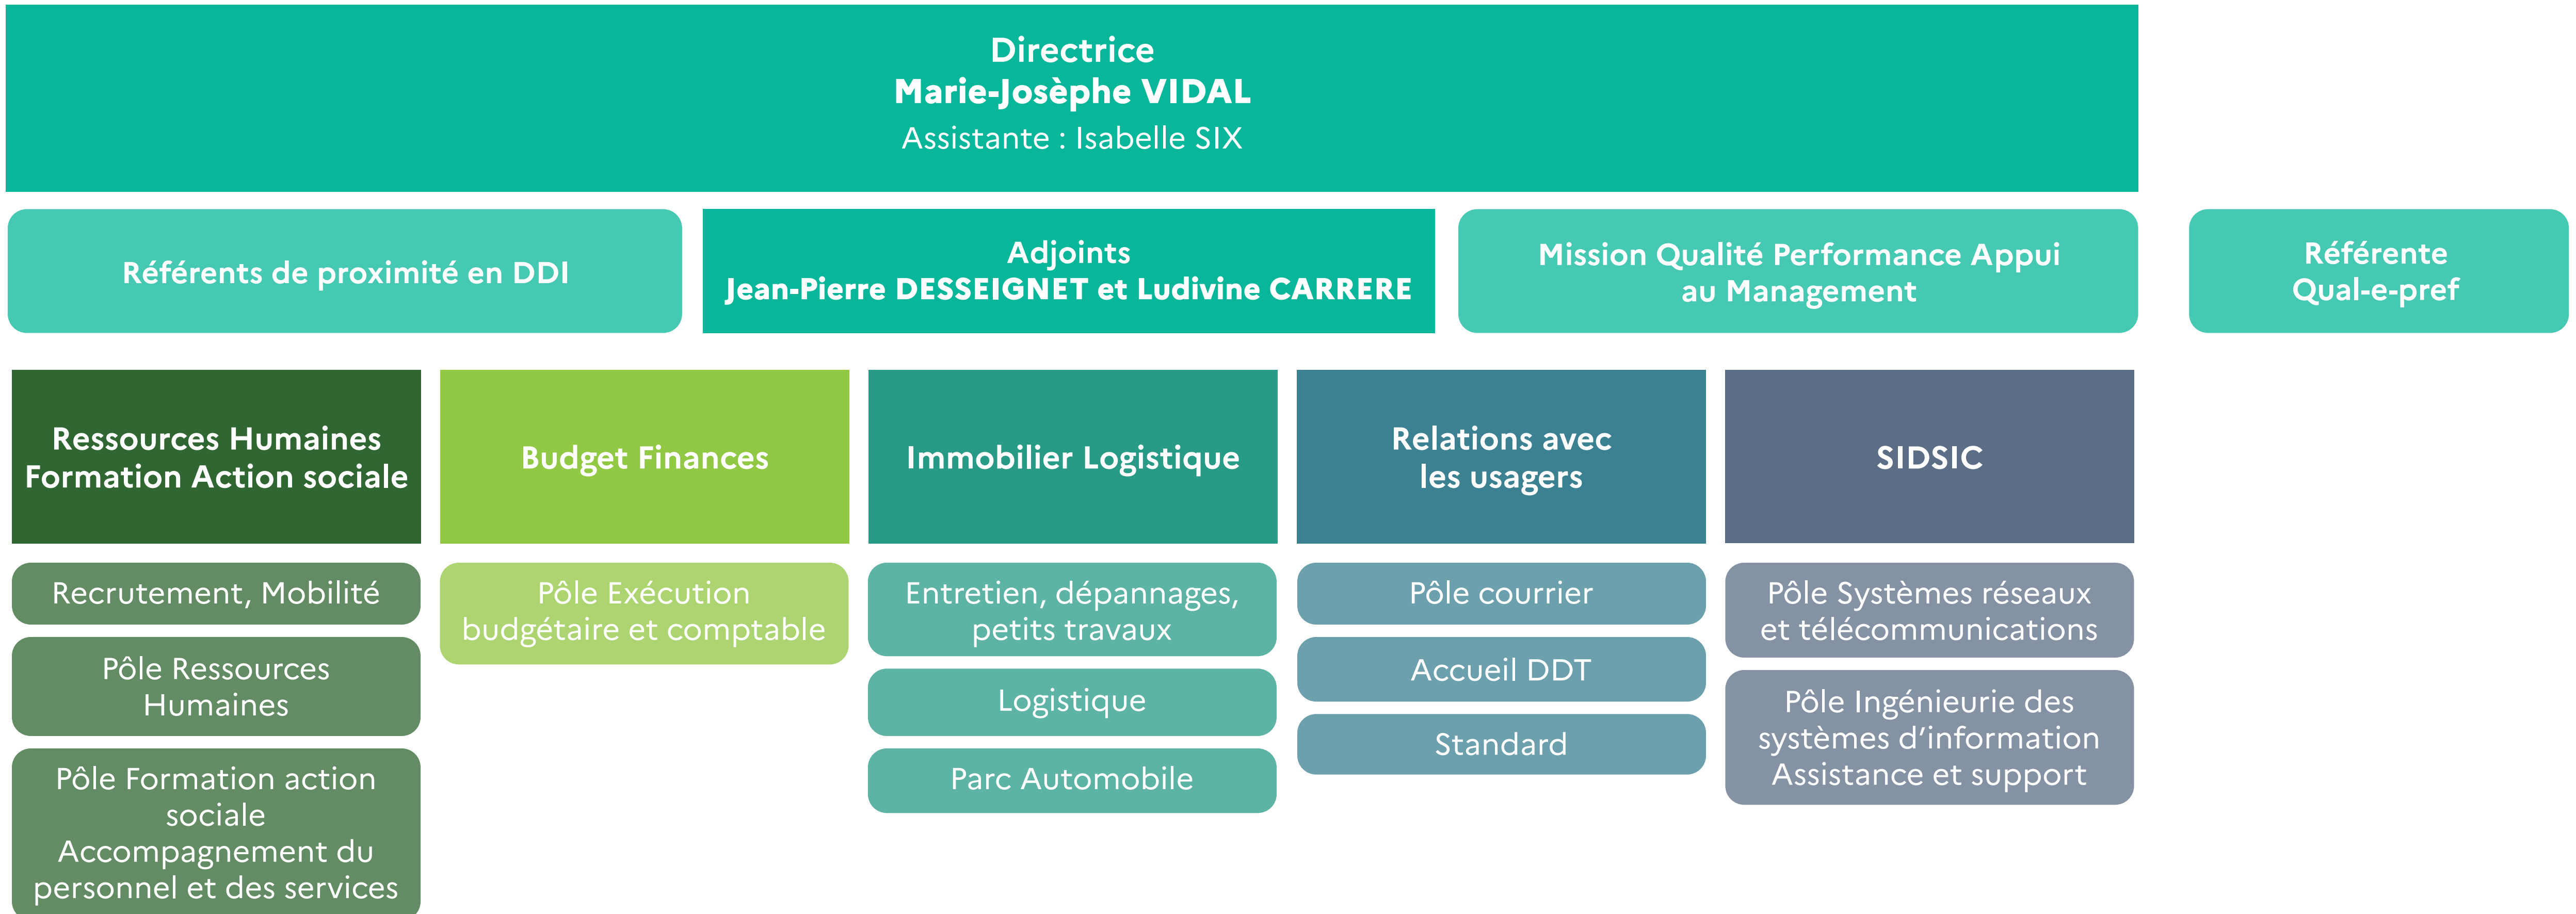 Directrice
Marie-Josèphe VIDAL
Assistante : Isabelle SIX
Référents de proximité en DDI
Adjoints
Jean-Pierre DESSEIGNET et Ludivine CARRERE
Mission Qualité Performance Appui
au Management
Référente
Qual-e-pref
Ressources Humaines
Formation Action sociale
Budget Finances
Immobilier Logistique
Relations avec
les usagers
SIDSIC
Recrutement, Mobilité
Pôle Ressources
Humaines
Pôle Formation action
sociale
Accompagnement du
personnel et des services
Pôle Exécution
budgétaire et comptable
Entretien, dépannages,
petits travaux
Logistique
Parc Automobile
Pôle courrier
Accueil DDT
Standard
Pôle Systèmes réseaux
et télécommunications
Pôle Ingénieurie des
systèmes d’information
Assistance et support